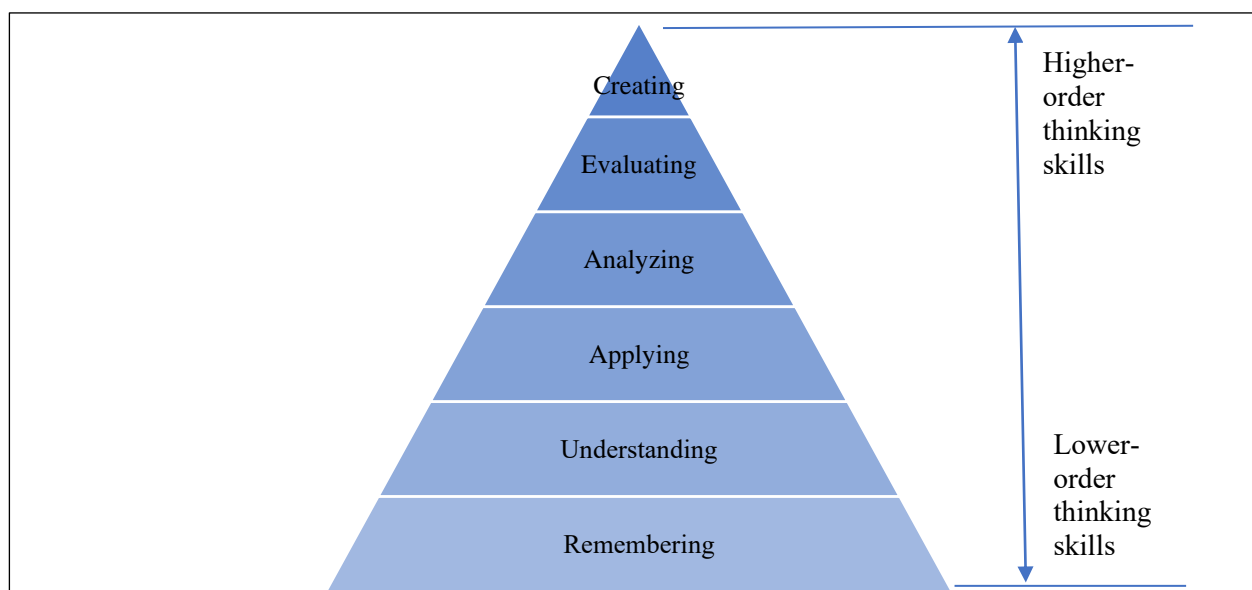 Creating
Evaluating
Analyzing
Applying
Understanding
Remembering
Higher-
order
thinking
skills
Lower-
order
thinking
skills